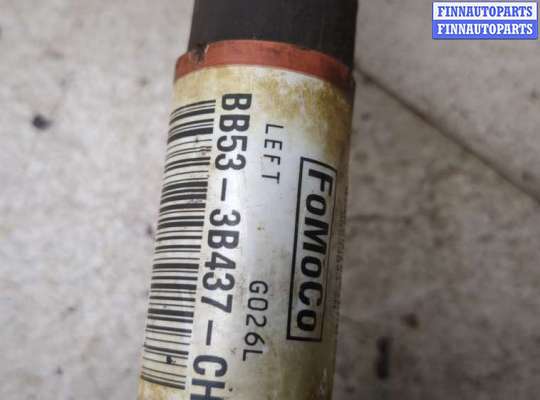 FINNAUTOPARTS
FINNAUTOPARTS
FoMoCo
LEFT G026L
BB53-3B437-CH